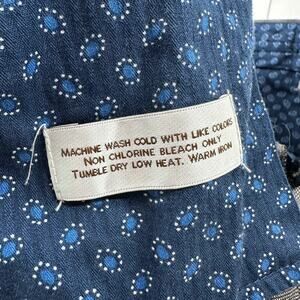 MACHINE WASH COLD WITH LIKE COLORS
NON CHLORINE BLEACH ONLY
TUMBLE DRY LOW HEAT. WARM IRON